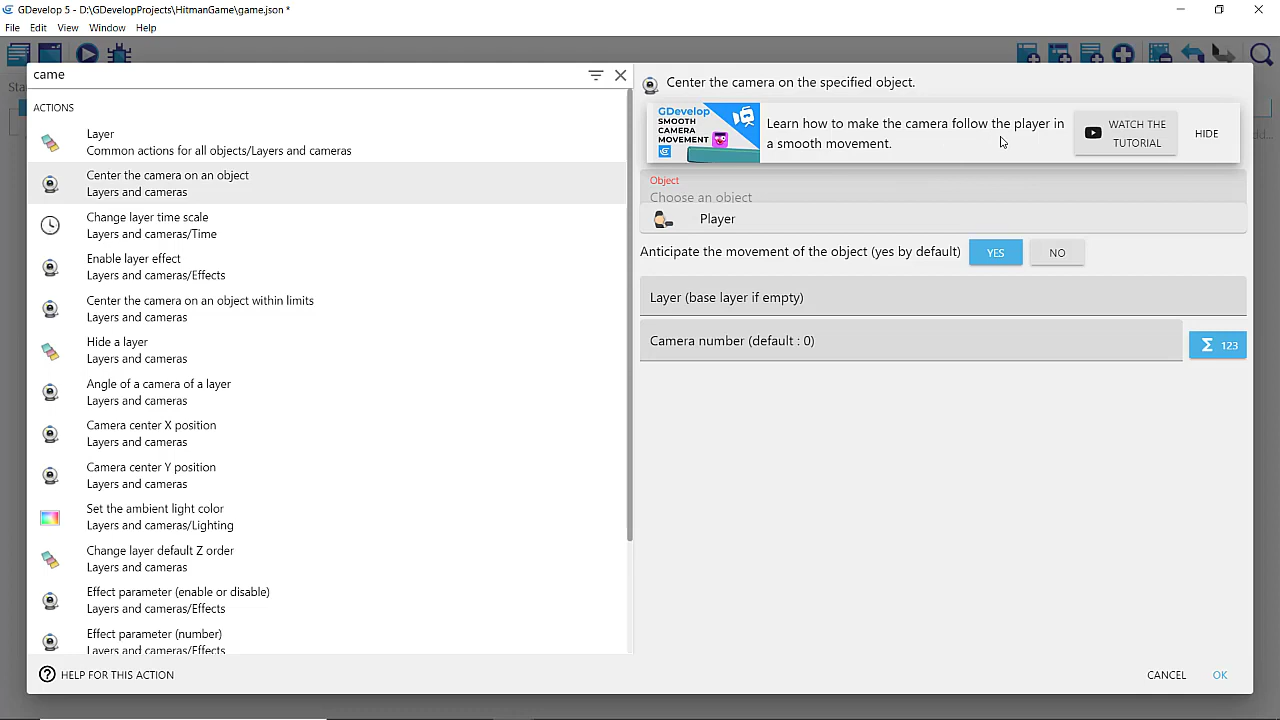 GDevelop 5 - D:\GDevelopProjects\HitmanGame\game.json *
File Edit View Window Help
came
ACTIONS
Layer
Common actions for all objects/Layers and cameras
Center the camera on an object
Layers and cameras
Change layer time scale
Layers and cameras/Time
Enable layer effect
Layers and cameras/Effects
Center the camera on an object within limits
Layers and cameras
Hide a layer
Layers and cameras
Angle of a camera of a layer
Layers and cameras
Camera center X position
Layers and cameras
Camera center Y position
Layers and cameras
Set the ambient light color
Layers and cameras/Lighting
Change layer default Z order
Layers and cameras
Effect parameter (enable or disable)
Layers and cameras/Effects
Effect parameter (number)
Layers and cameras/Effects
HELP FOR THIS ACTION
Center the camera on the specified object.
GDevelop
SMOOTH
CAMERA
MOVEMENT
Learn how to make the camera follow the player in
a smooth movement.
WATCH THE
TUTORIAL
HIDE
Object
Choose an object
Player
Anticipate the movement of the object (yes by default) YES NO
Layer (base layer if empty)
Camera number (default : 0)
Σ 123
CANCEL OK